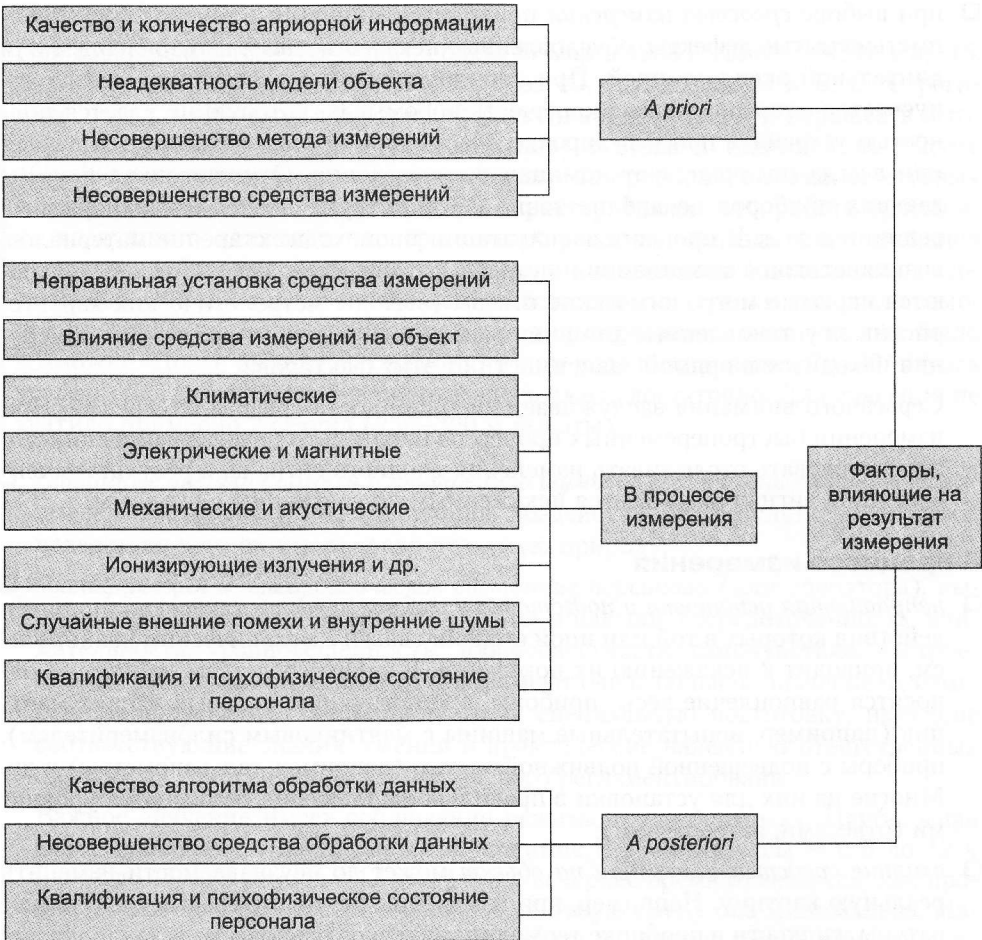 Качество и количество априорной информации
Неадекватность модели объекта
Несовершенство метода измерений
Несовершенство средства измерений
A priori
Неправильная установка средства измерений
Влияние средства измерений на объект
Климатические
Электрические и магнитные
Механические и акустические
Ионизирующие излучения и др.
Случайные внешние помехи и внутренние шумы
Квалификация и психофизическое состояние
персонала
В процессе
измерения
Факторы,
влияющие на
результат
измерения
Качество алгоритма обработки данных
Несовершенство средства обработки данных
Квалификация и психофизическое состояние
персонала
A posteriori